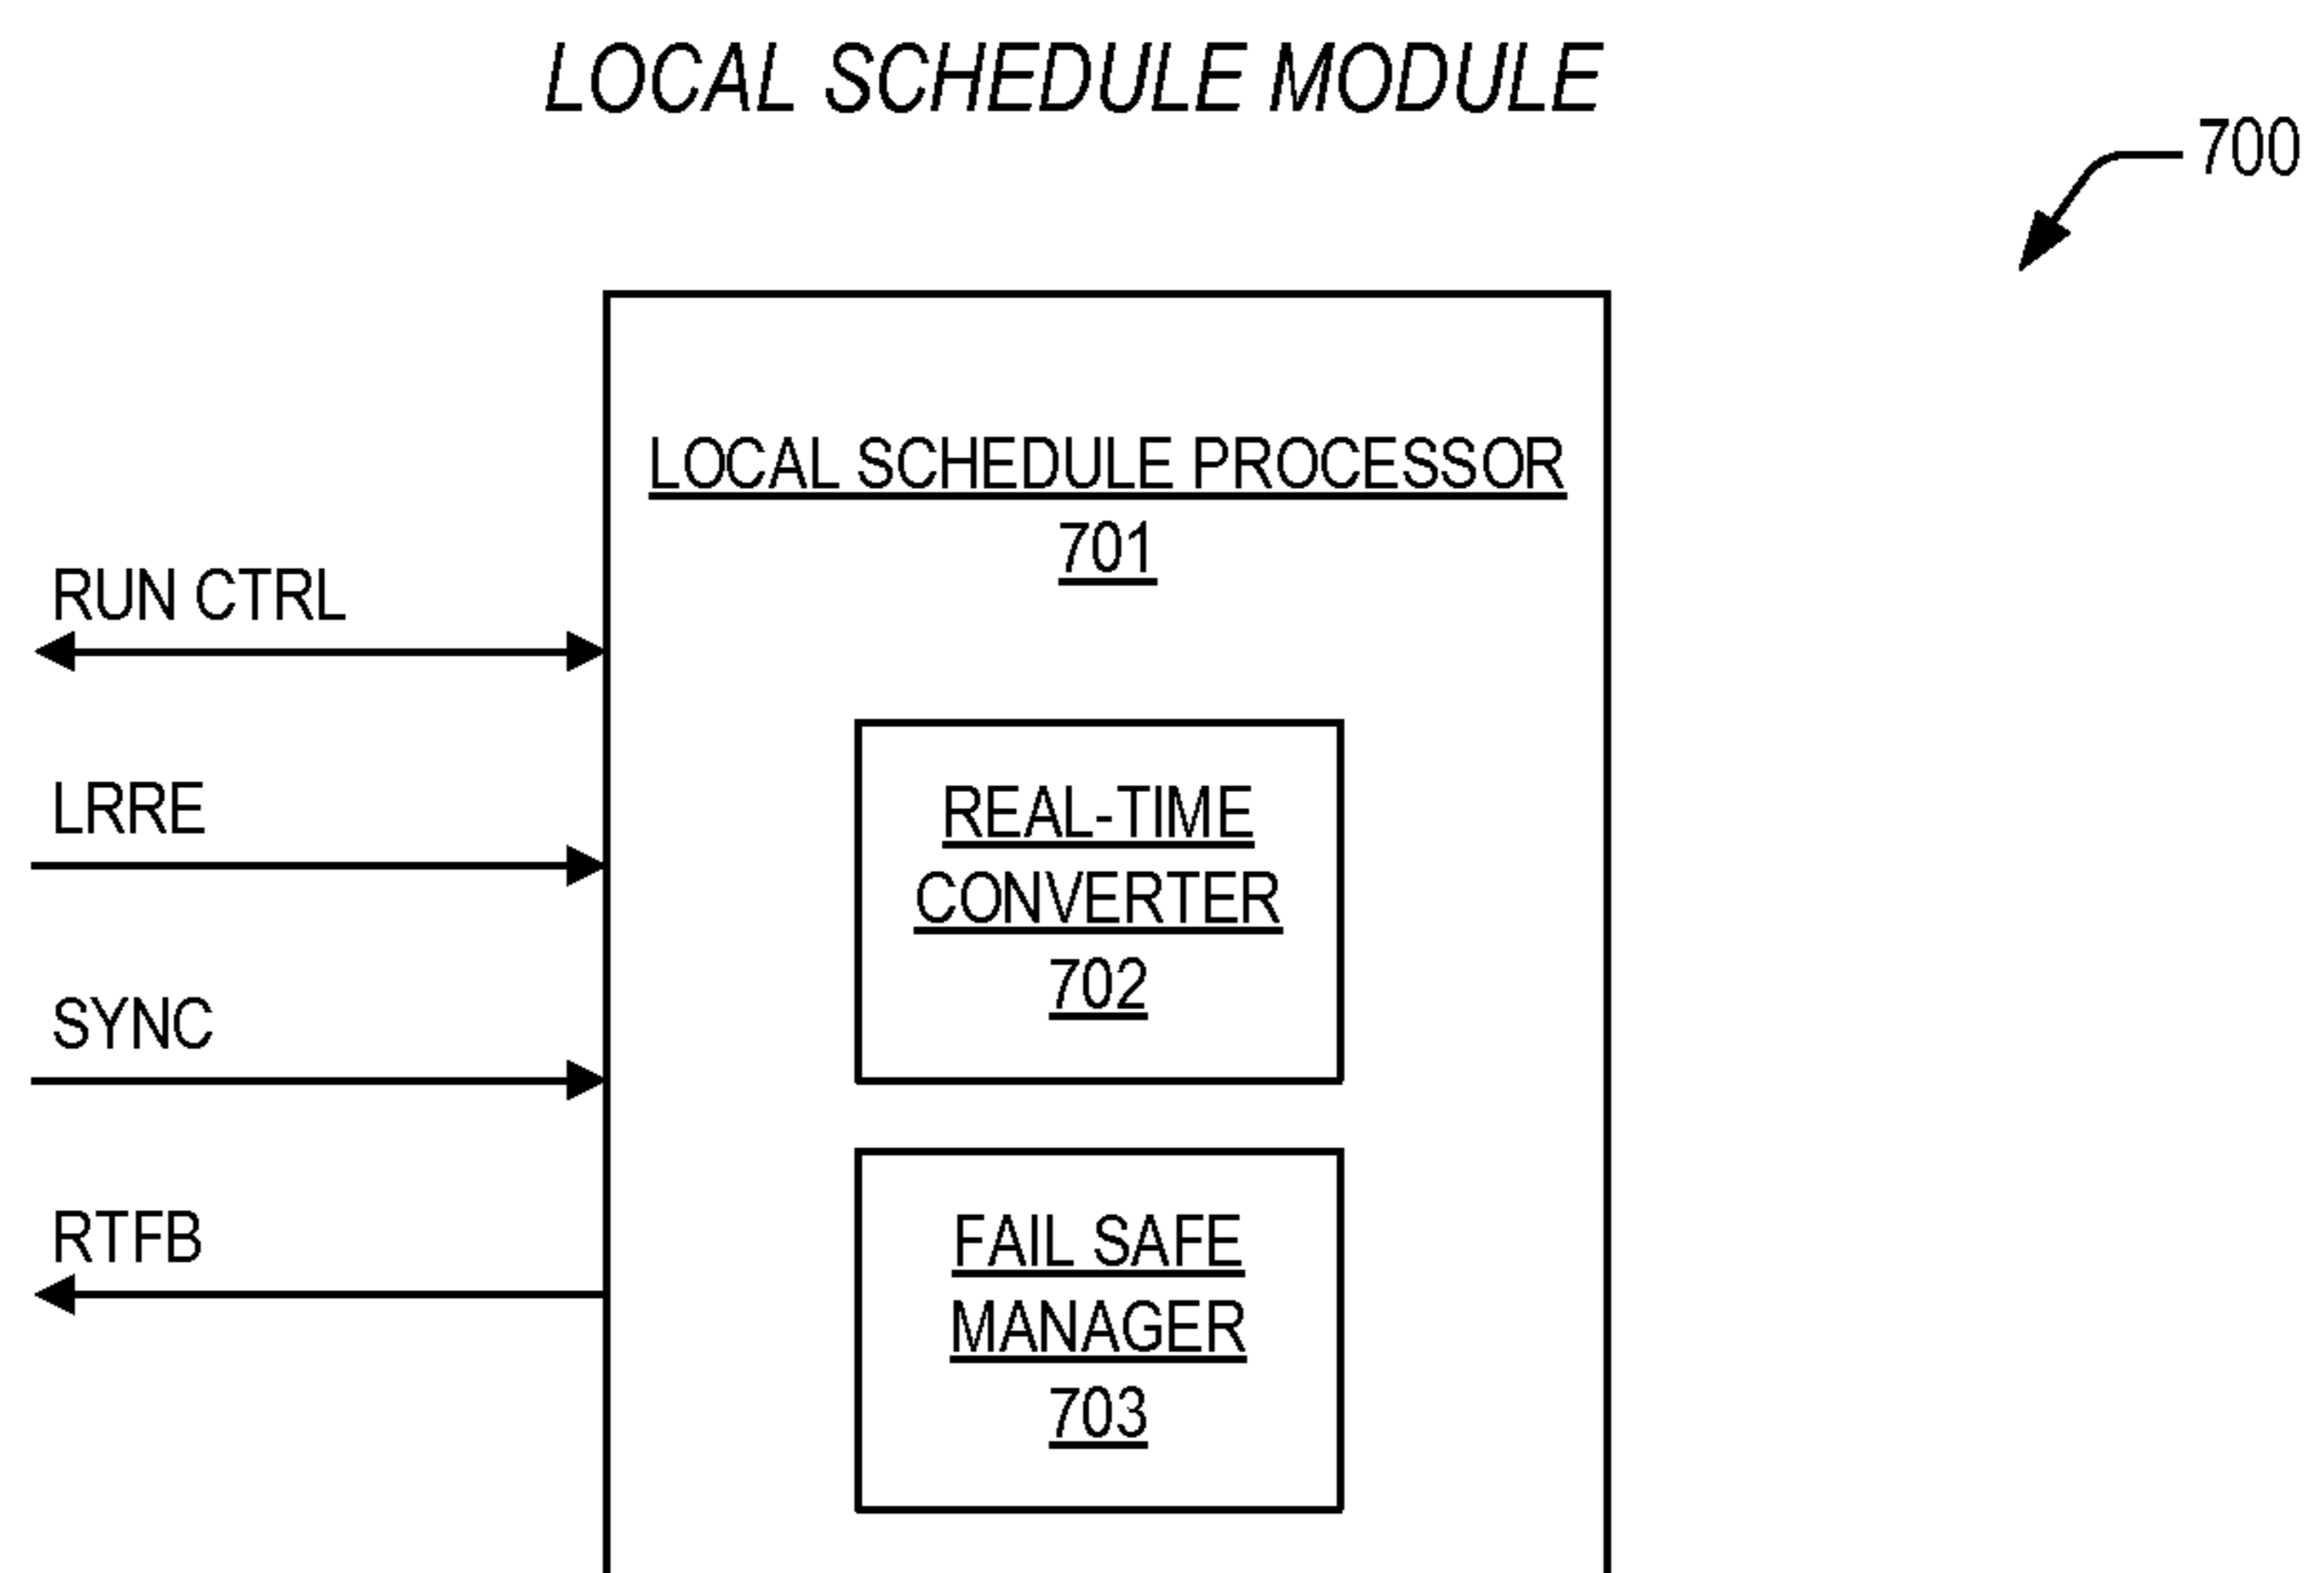 LOCAL SCHEDULE MODULE
700
LOCAL SCHEDULE PROCESSOR
701
RUN CTRL
LRRE
SYNC
RTFB
REAL-TIME
CONVERTER
702
FAIL SAFE
MANAGER
703